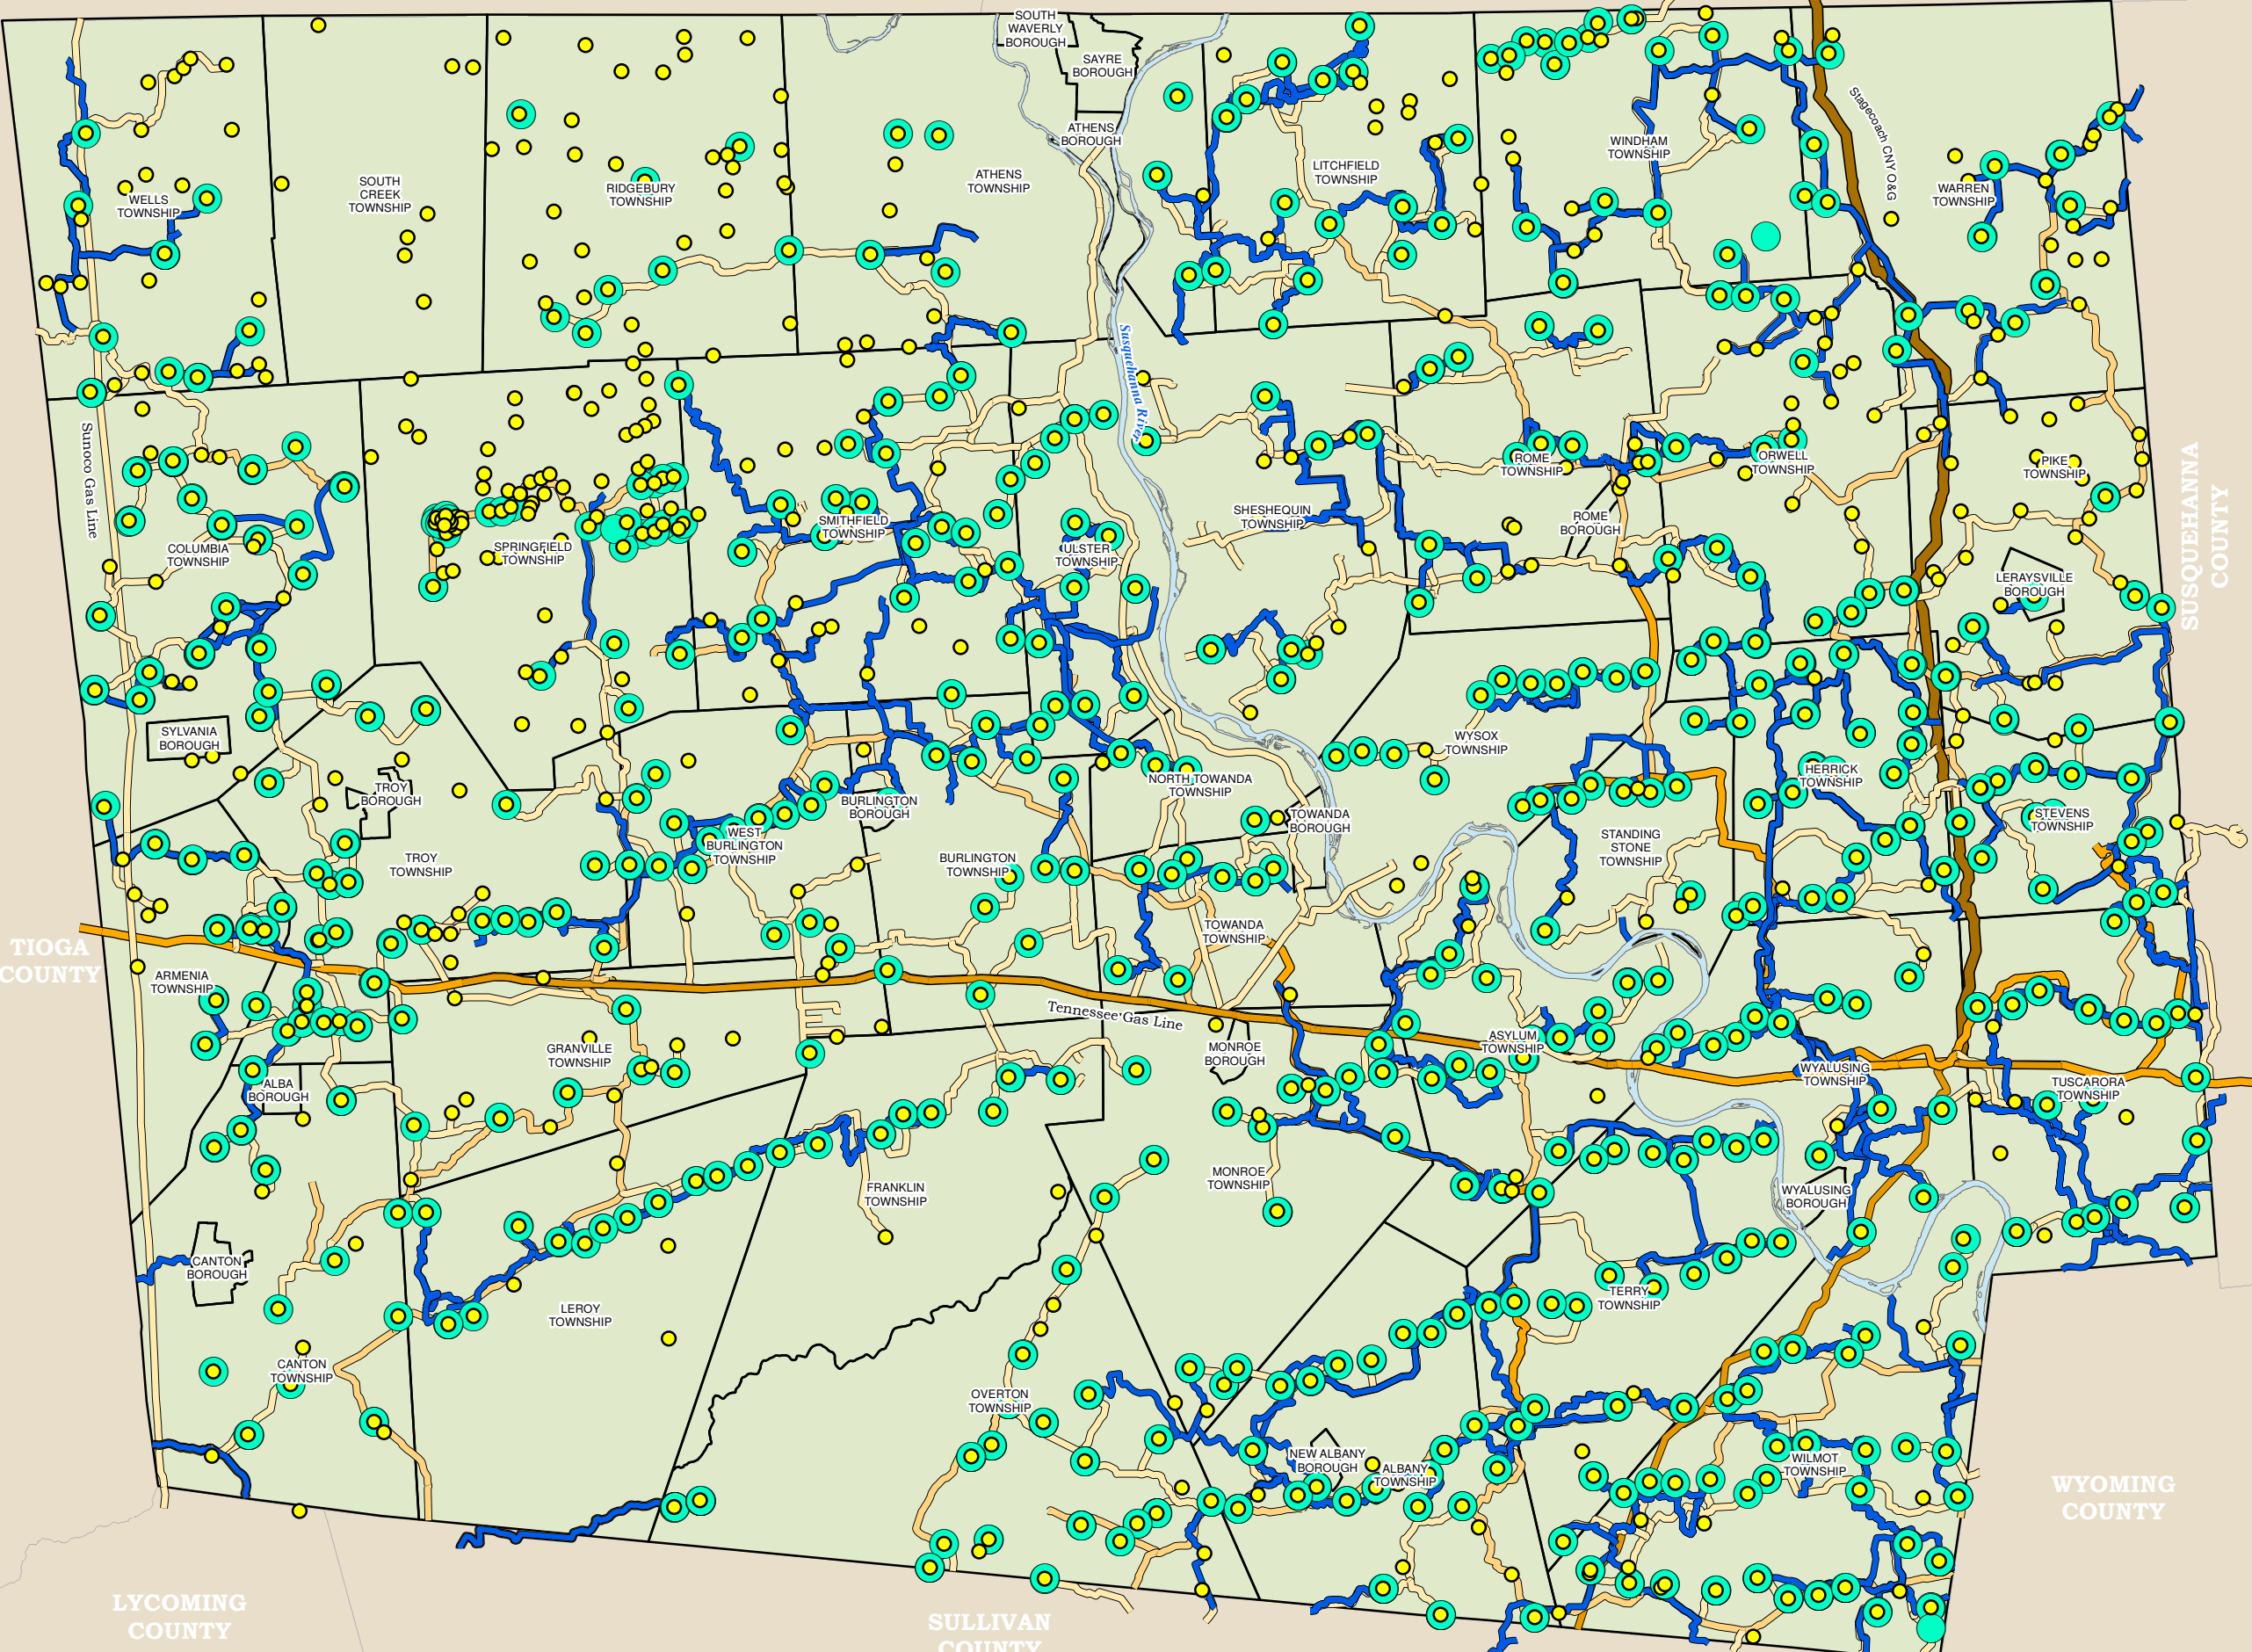 SOUTH
WAVERLY
BOROUGH
SAYRE
BOROUGH
ATHENS
BOROUGH
Stagecoach CNY O&G
WINDHAM
TOWNSHIP
LITCHFIELD
TOWNSHIP
ATHENS
TOWNSHIP
SOUTH
CREEK
TOWNSHIP
RIDGEBURY
TOWNSHIP
WARREN
TOWNSHIP
WELLS
TOWNSHIP
Susquehanna River
Sunoco Gas Line
SUSQUEHANNA
COUNTY
ROME
TOWNSHIP
ORWELL
TOWNSHIP
PIKE
TOWNSHIP
SHESHEQUIN
TOWNSHIP
SMITHFIELD
TOWNSHIP
ROME
BOROUGH
COLUMBIA
TOWNSHIP
SPRINGFIELD
TOWNSHIP
ULSTER
TOWNSHIP
LERAYSVILLE
BOROUGH
SYLVANIA
BOROUGH
WYSOX
TOWNSHIP
NORTH TOWANDA
TOWNSHIP
HERRICK
TOWNSHIP
TROY
BOROUGH
BURLINGTON
BOROUGH
TOWANDA
BOROUGH
STEVENS
TOWNSHIP
WEST
BURLINGTON
TOWNSHIP
STANDING
STONE
TOWNSHIP
TROY
TOWNSHIP
BURLINGTON
TOWNSHIP
TOWANDA
TOWNSHIP
TIOGA
COUNTY
ARMENIA
TOWNSHIP
Tennessee Gas Line
GRANVILLE
TOWNSHIP
MONROE
BOROUGH
ASYLUM
TOWNSHIP
WYALUSING
TOWNSHIP
TUSCARORA
TOWNSHIP
ALBA
BOROUGH
MONROE
TOWNSHIP
FRANKLIN
TOWNSHIP
WYALUSING
BOROUGH
CANTON
BOROUGH
LEROY
TOWNSHIP
TERRY
TOWNSHIP
CANTON
TOWNSHIP
OVERTON
TOWNSHIP
NEW ALBANY
BOROUGH
ALBANY
TOWNSHIP
WILMOT
TOWNSHIP
WYOMING
COUNTY
LYCOMING
COUNTY
SULLIVAN
COUNTY